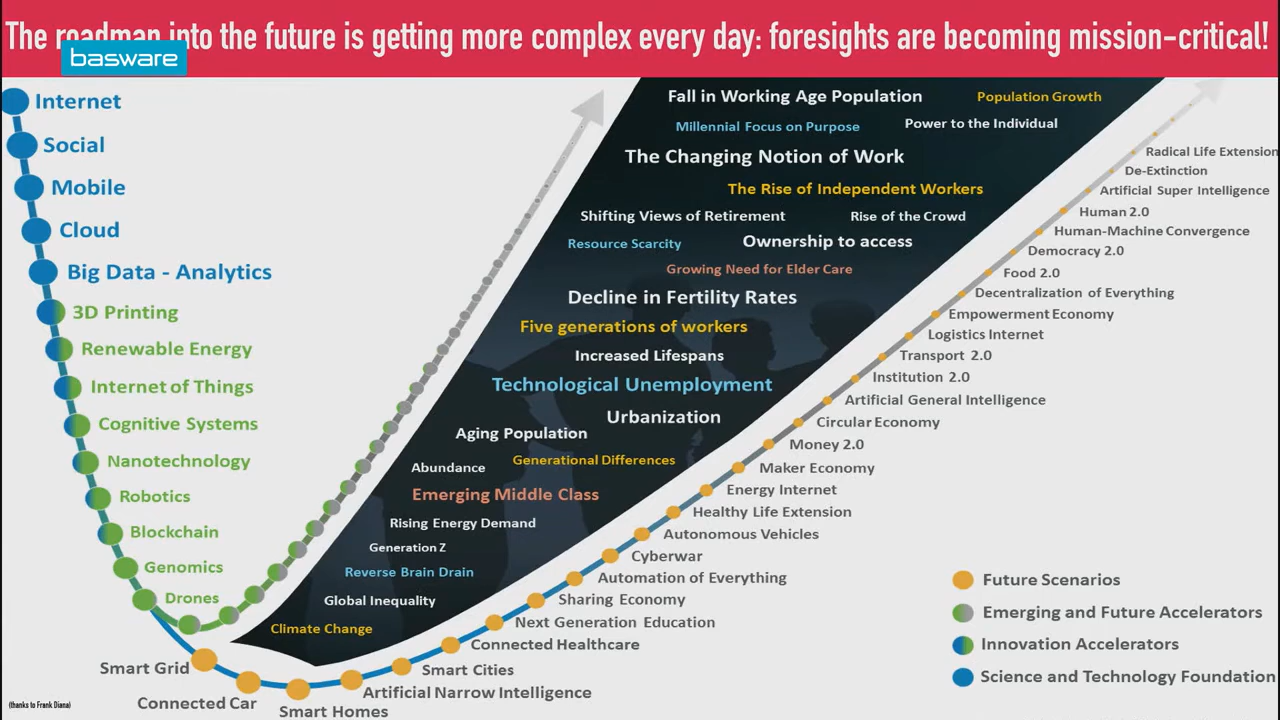 The roadmap into the future is getting more complex every day: foresights are becoming mission-critical!
basware
Internet
Social
Mobile
Cloud
Big Data - Analytics
3D Printing
Renewable Energy
Internet of Things
Cognitive Systems
Nanotechnology
Robotics
Blockchain
Genomics
Drones
Smart Grid
Connected Car
Smart Homes
Artificial Narrow Intelligence
Smart Cities
Connected Healthcare
Next Generation Education
Sharing Economy
Automation of Everything
Cyberwar
Autonomous Vehicles
Healthy Life Extension
Energy Internet
Maker Economy
Money 2.0
Circular Economy
Artificial General Intelligence
Institution 2.0
Transport 2.0
Logistics Internet
Empowerment Economy
Decentralization of Everything
Food 2.0
Democracy 2.0
Human-Machine Convergence
Human 2.0
Artificial Super Intelligence
De-Extinction
Radical Life Extension
Fall in Working Age Population
Population Growth
Millennial Focus on Purpose
Power to the Individual
The Changing Notion of Work
The Rise of Independent Workers
Shifting Views of Retirement
Rise of the Crowd
Resource Scarcity
Ownership to access
Growing Need for Elder Care
Decline in Fertility Rates
Five generations of workers
Increased Lifespans
Technological Unemployment
Urbanization
Aging Population
Generational Differences
Abundance
Emerging Middle Class
Rising Energy Demand
Generation Z
Reverse Brain Drain
Global Inequality
Climate Change
Future Scenarios
Emerging and Future Accelerators
Innovation Accelerators
Science and Technology Foundation
(thanks to Frank Diana)